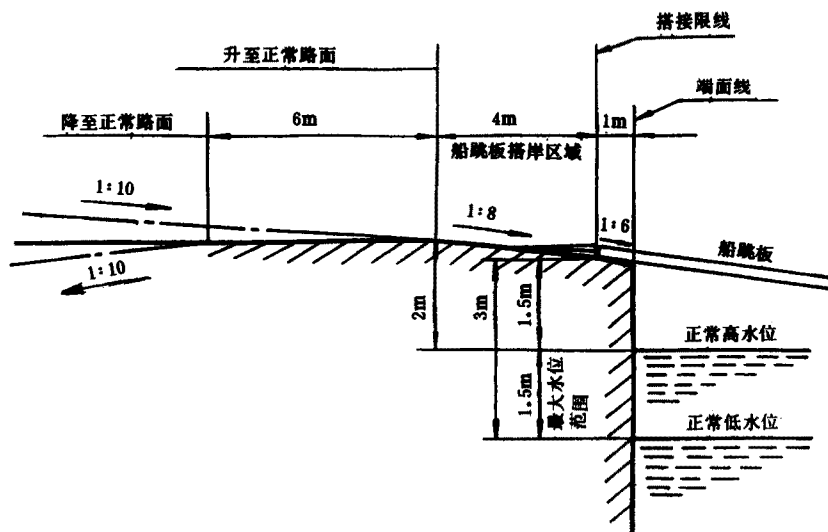 搭接限线
升至正常路面
端面线
降至正常路面
6m
4m
1m
船跳板搭岸区域
1:10
1:8
1:6
船跳板
1:10
2m
3m
1.5m
正常高水位
1.5m
最大水位
范围
正常低水位